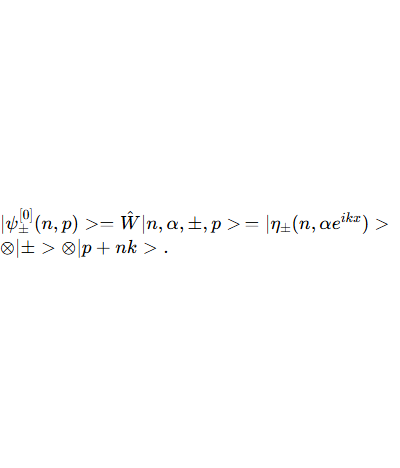 |ψ±^[0](n, p) >= Ŵ|n, α, ±, p > = |η±(n, αe^{ikx}) >
⊗|± > ⊗|p + nk > .